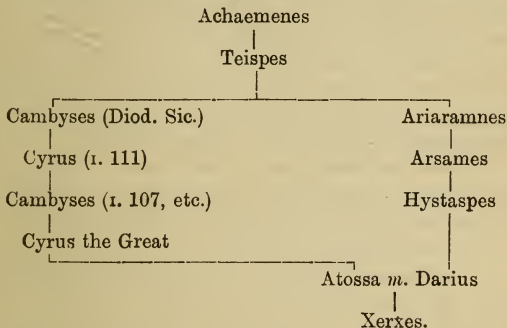 Achaemenes
Teispes
Cambyses (Diod. Sic.) Ariaramnes
Cyrus (I. 111) Arsames
Cambyses (I. 107, etc.) Hystaspes
Cyrus the Great
Atossa m. Darius
Xerxes.